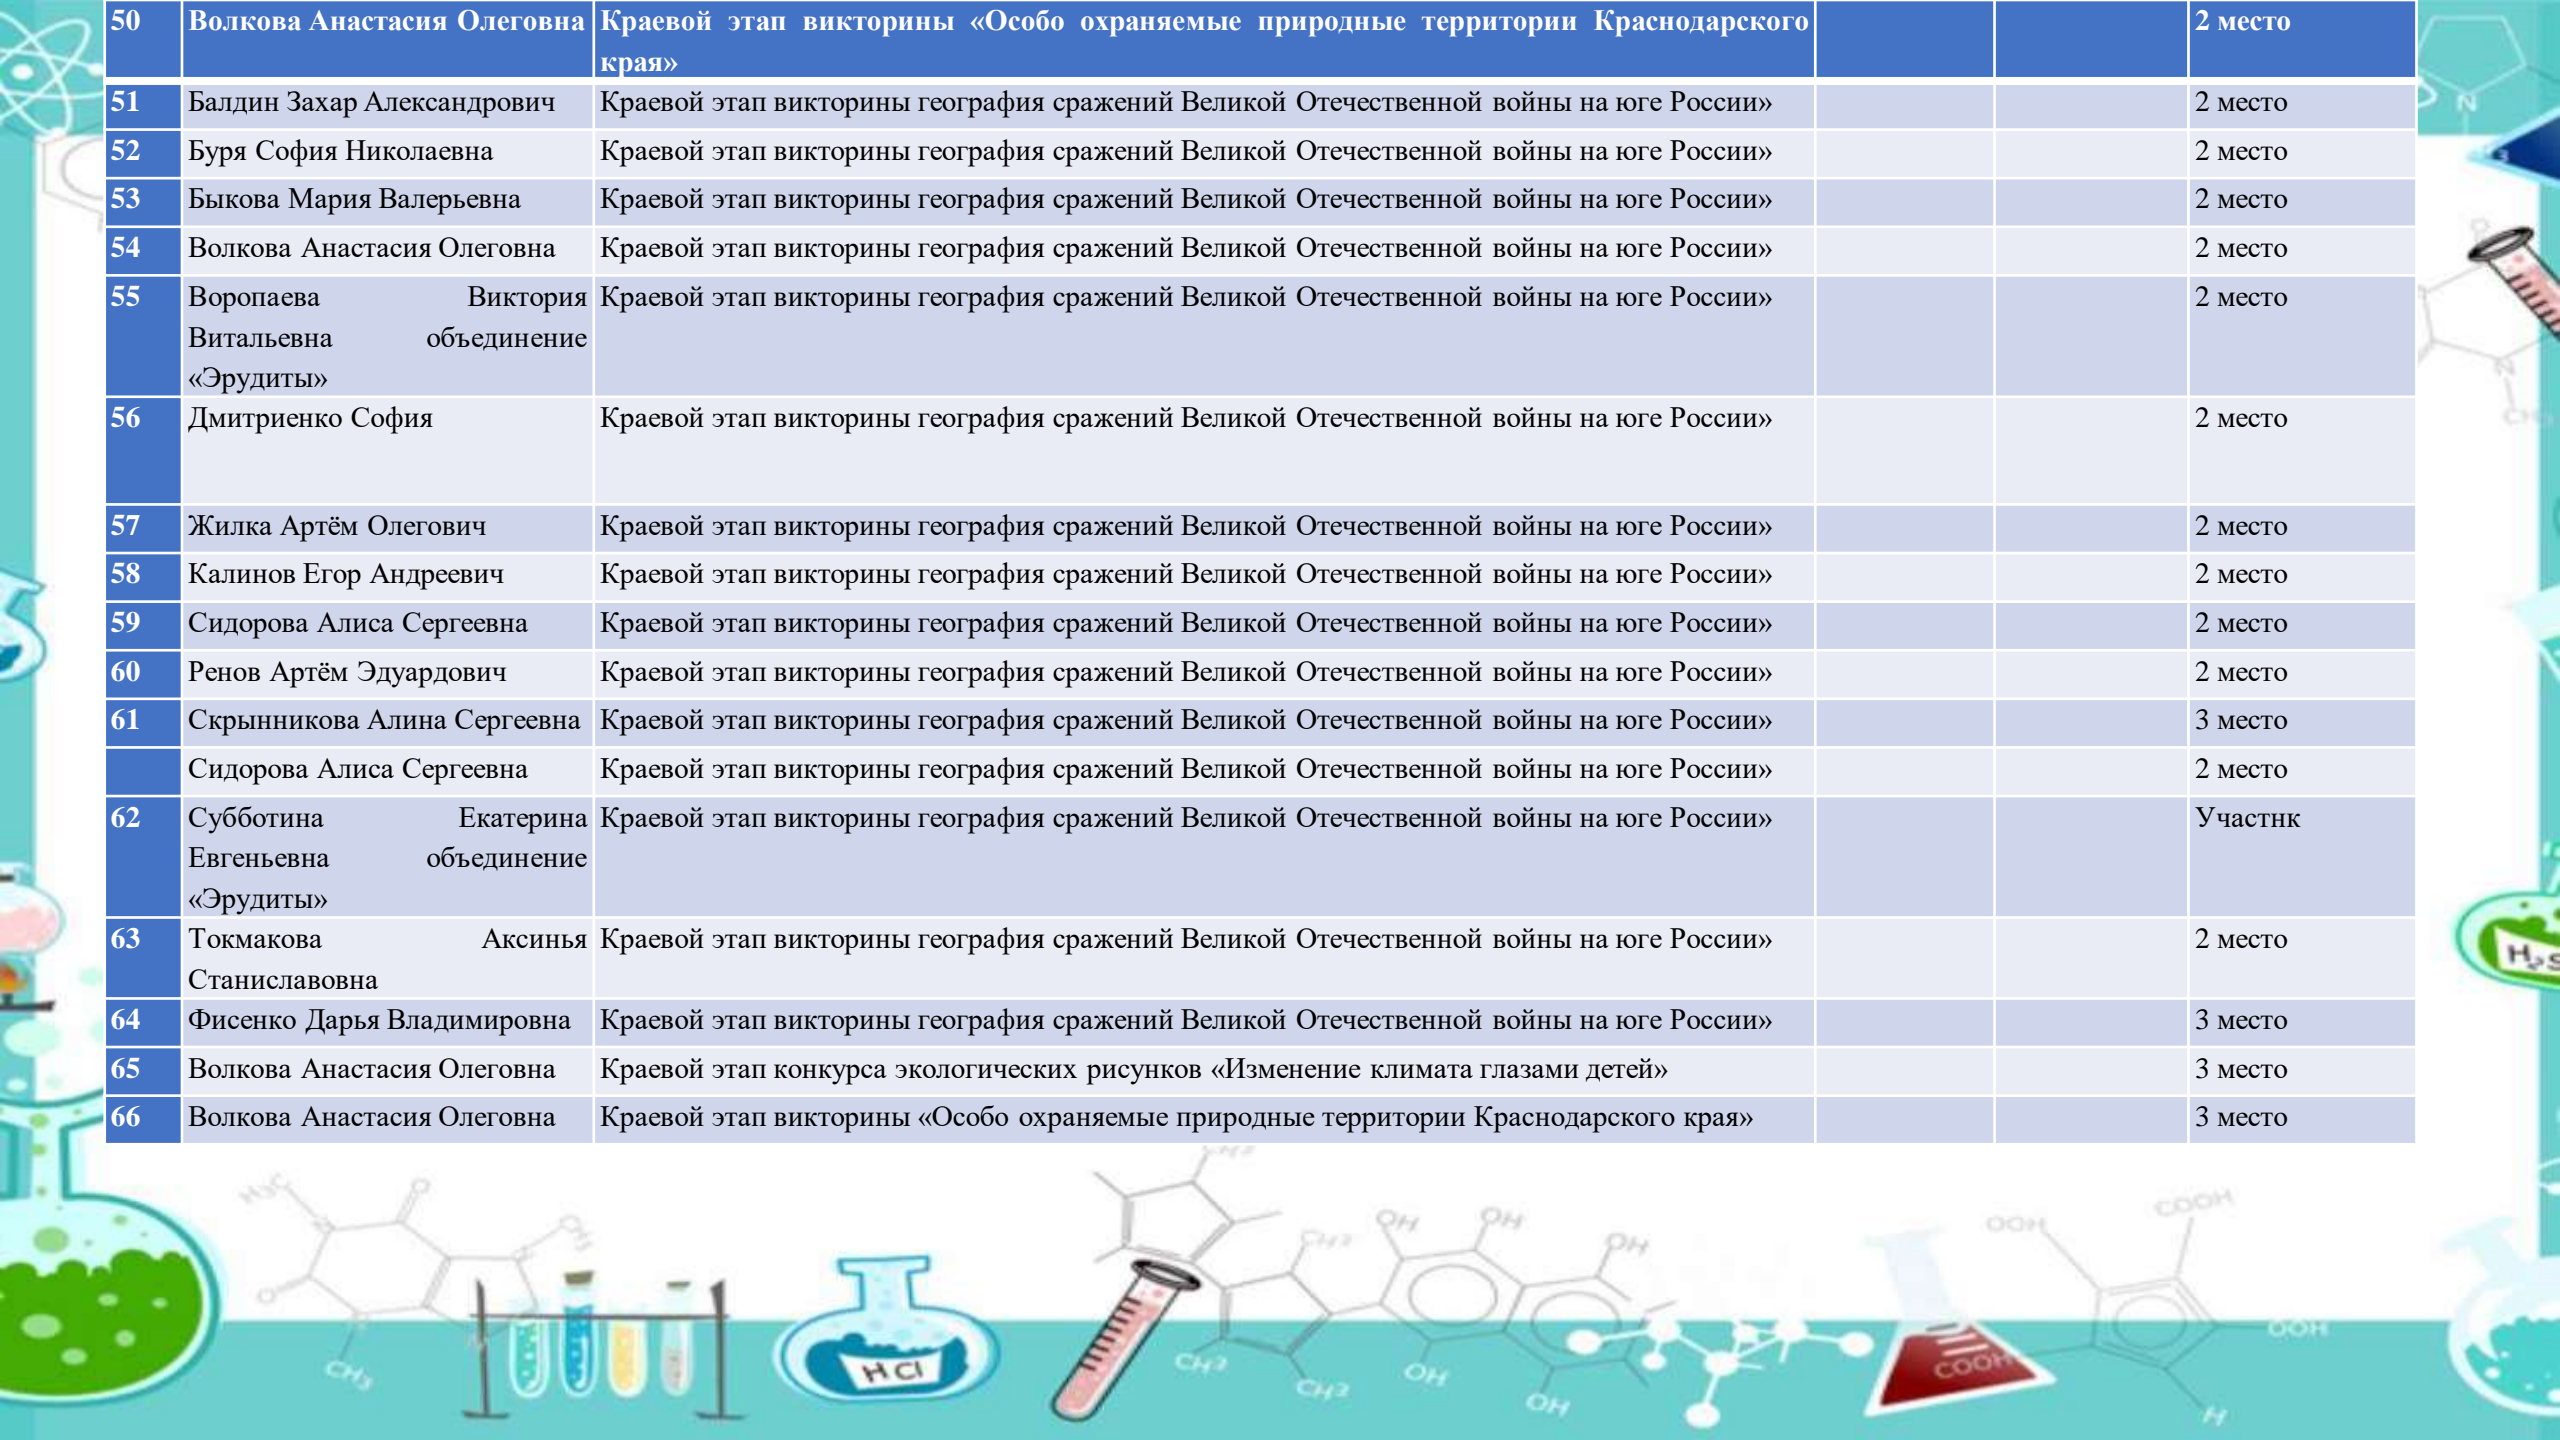 50 Волкова Анастасия Олеговна Краевой этап викторины «Особо охраняемые природные территории Краснодарского 2 место
края»
51 Балдин Захар Александрович Краевой этап викторины география сражений Великой Отечественной войны на юге России» 2 место
52 Буря София Николаевна Краевой этап викторины география сражений Великой Отечественной войны на юге России» 2 место
53 Быкова Мария Валерьевна Краевой этап викторины география сражений Великой Отечественной войны на юге России» 2 место
54 Волкова Анастасия Олеговна Краевой этап викторины география сражений Великой Отечественной войны на юге России» 2 место
55 Воропаева Виктория Краевой этап викторины география сражений Великой Отечественной войны на юге России» 2 место
Витальевна объединение
«Эрудиты»
56 Дмитриенко София Краевой этап викторины география сражений Великой Отечественной войны на юге России» 2 место
57 Жилка Артём Олегович Краевой этап викторины география сражений Великой Отечественной войны на юге России» 2 место
58 Калинов Егор Андреевич Краевой этап викторины география сражений Великой Отечественной войны на юге России» 2 место
59 Сидорова Алиса Сергеевна Краевой этап викторины география сражений Великой Отечественной войны на юге России» 2 место
60 Ренов Артём Эдуардович Краевой этап викторины география сражений Великой Отечественной войны на юге России» 2 место
61 Скрынникова Алина Сергеевна Краевой этап викторины география сражений Великой Отечественной войны на юге России» 3 место
Сидорова Алиса Сергеевна Краевой этап викторины география сражений Великой Отечественной войны на юге России» 2 место
62 Субботина Екатерина Краевой этап викторины география сражений Великой Отечественной войны на юге России» Участнк
Евгеньевна объединение
«Эрудиты»
63 Токмакова Аксинья Краевой этап викторины география сражений Великой Отечественной войны на юге России» 2 место
Станиславовна
64 Фисенко Дарья Владимировна Краевой этап викторины география сражений Великой Отечественной войны на юге России» 3 место
65 Волкова Анастасия Олеговна Краевой этап конкурса экологических рисунков «Изменение климата глазами детей» 3 место
66 Волкова Анастасия Олеговна Краевой этап викторины «Особо охраняемые природные территории Краснодарского края» 3 место
N
N
H₃C
O
O
CH₃
HCl
CH3
CH3
CH3
OH
OH
OH
OH
OH
COOH
COOH
OOH
OOH
H